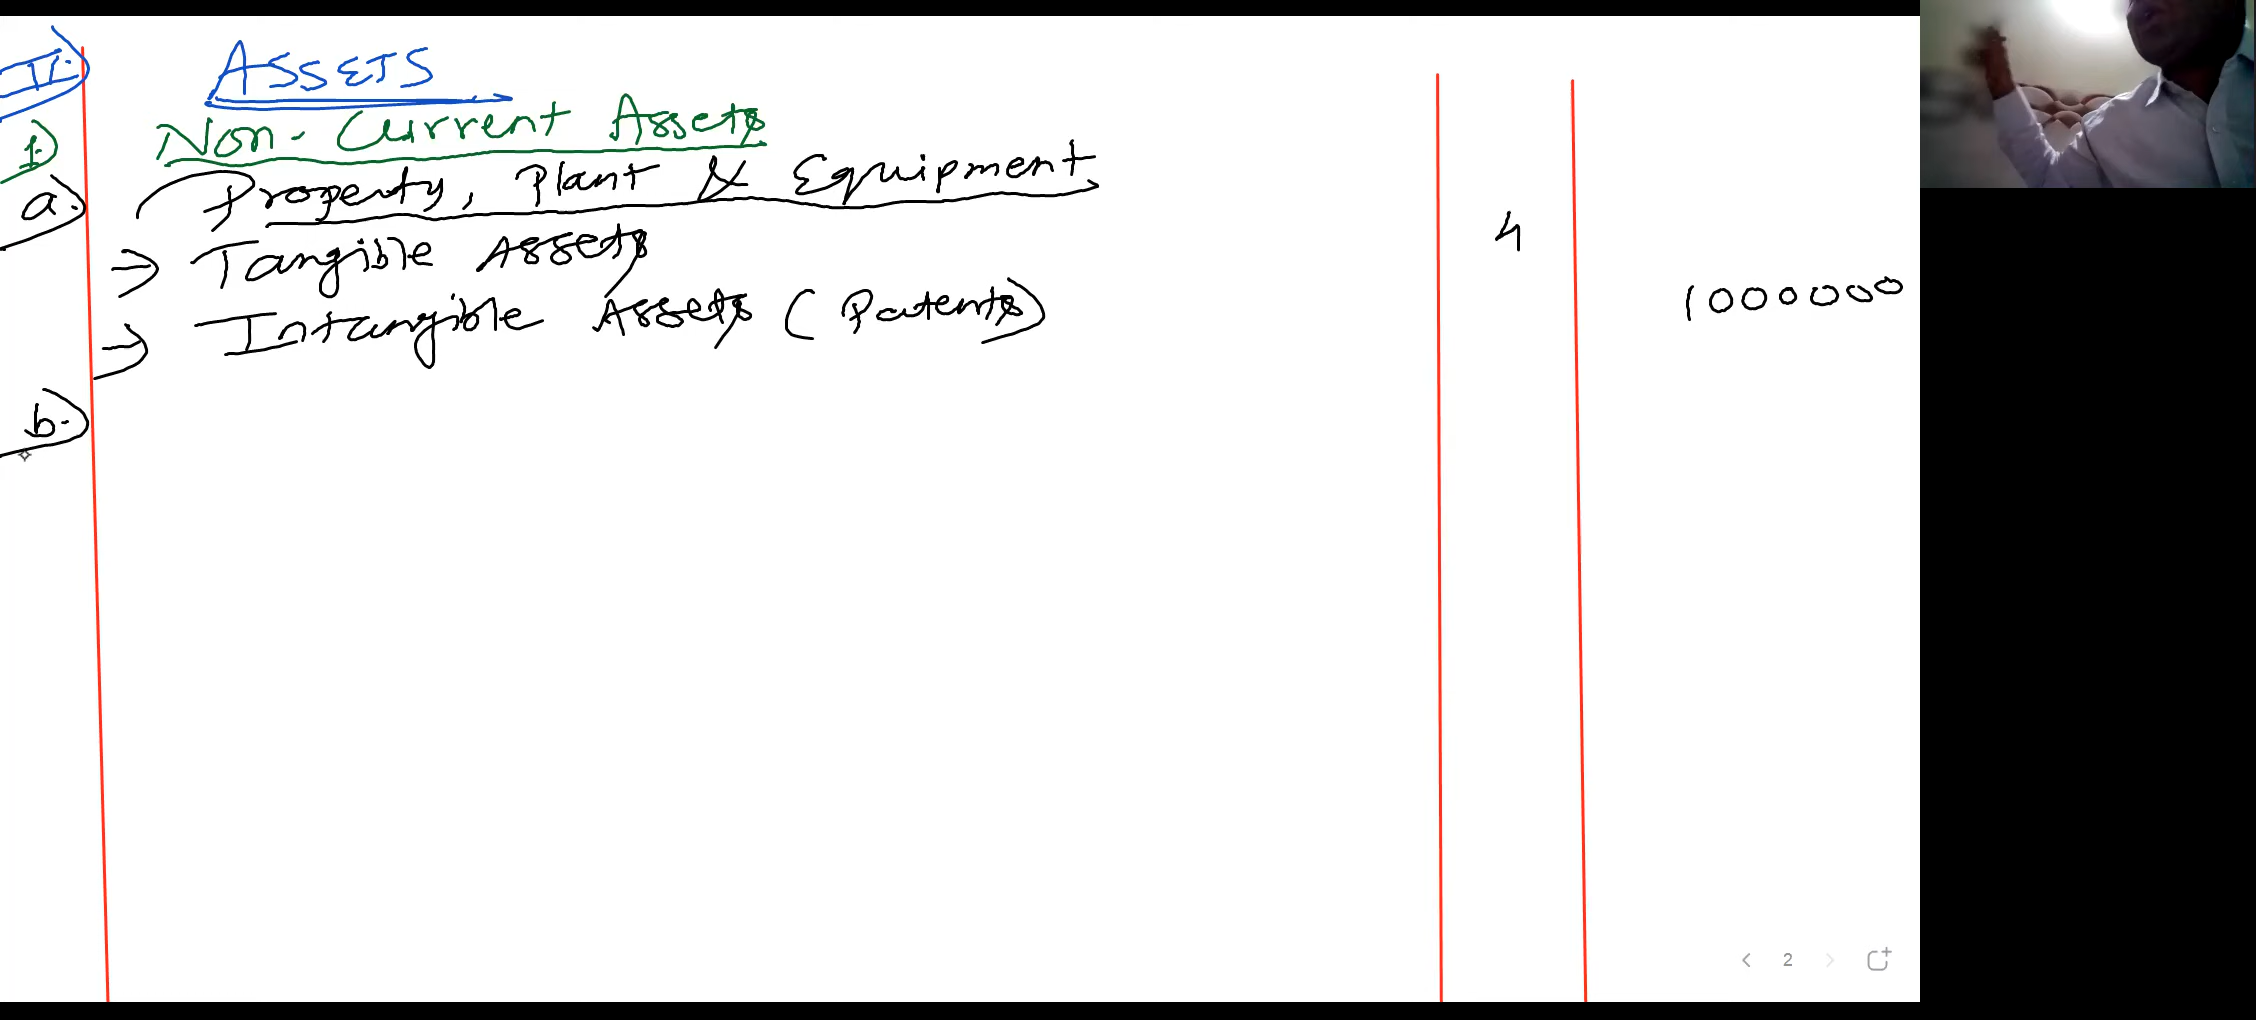 II. ASSETS
1) Non-Current Assets
a. Property, Plant & Equipment
→ Tangible Assets 4
→ Intangible Assets (Patents) 1000000
b.
2